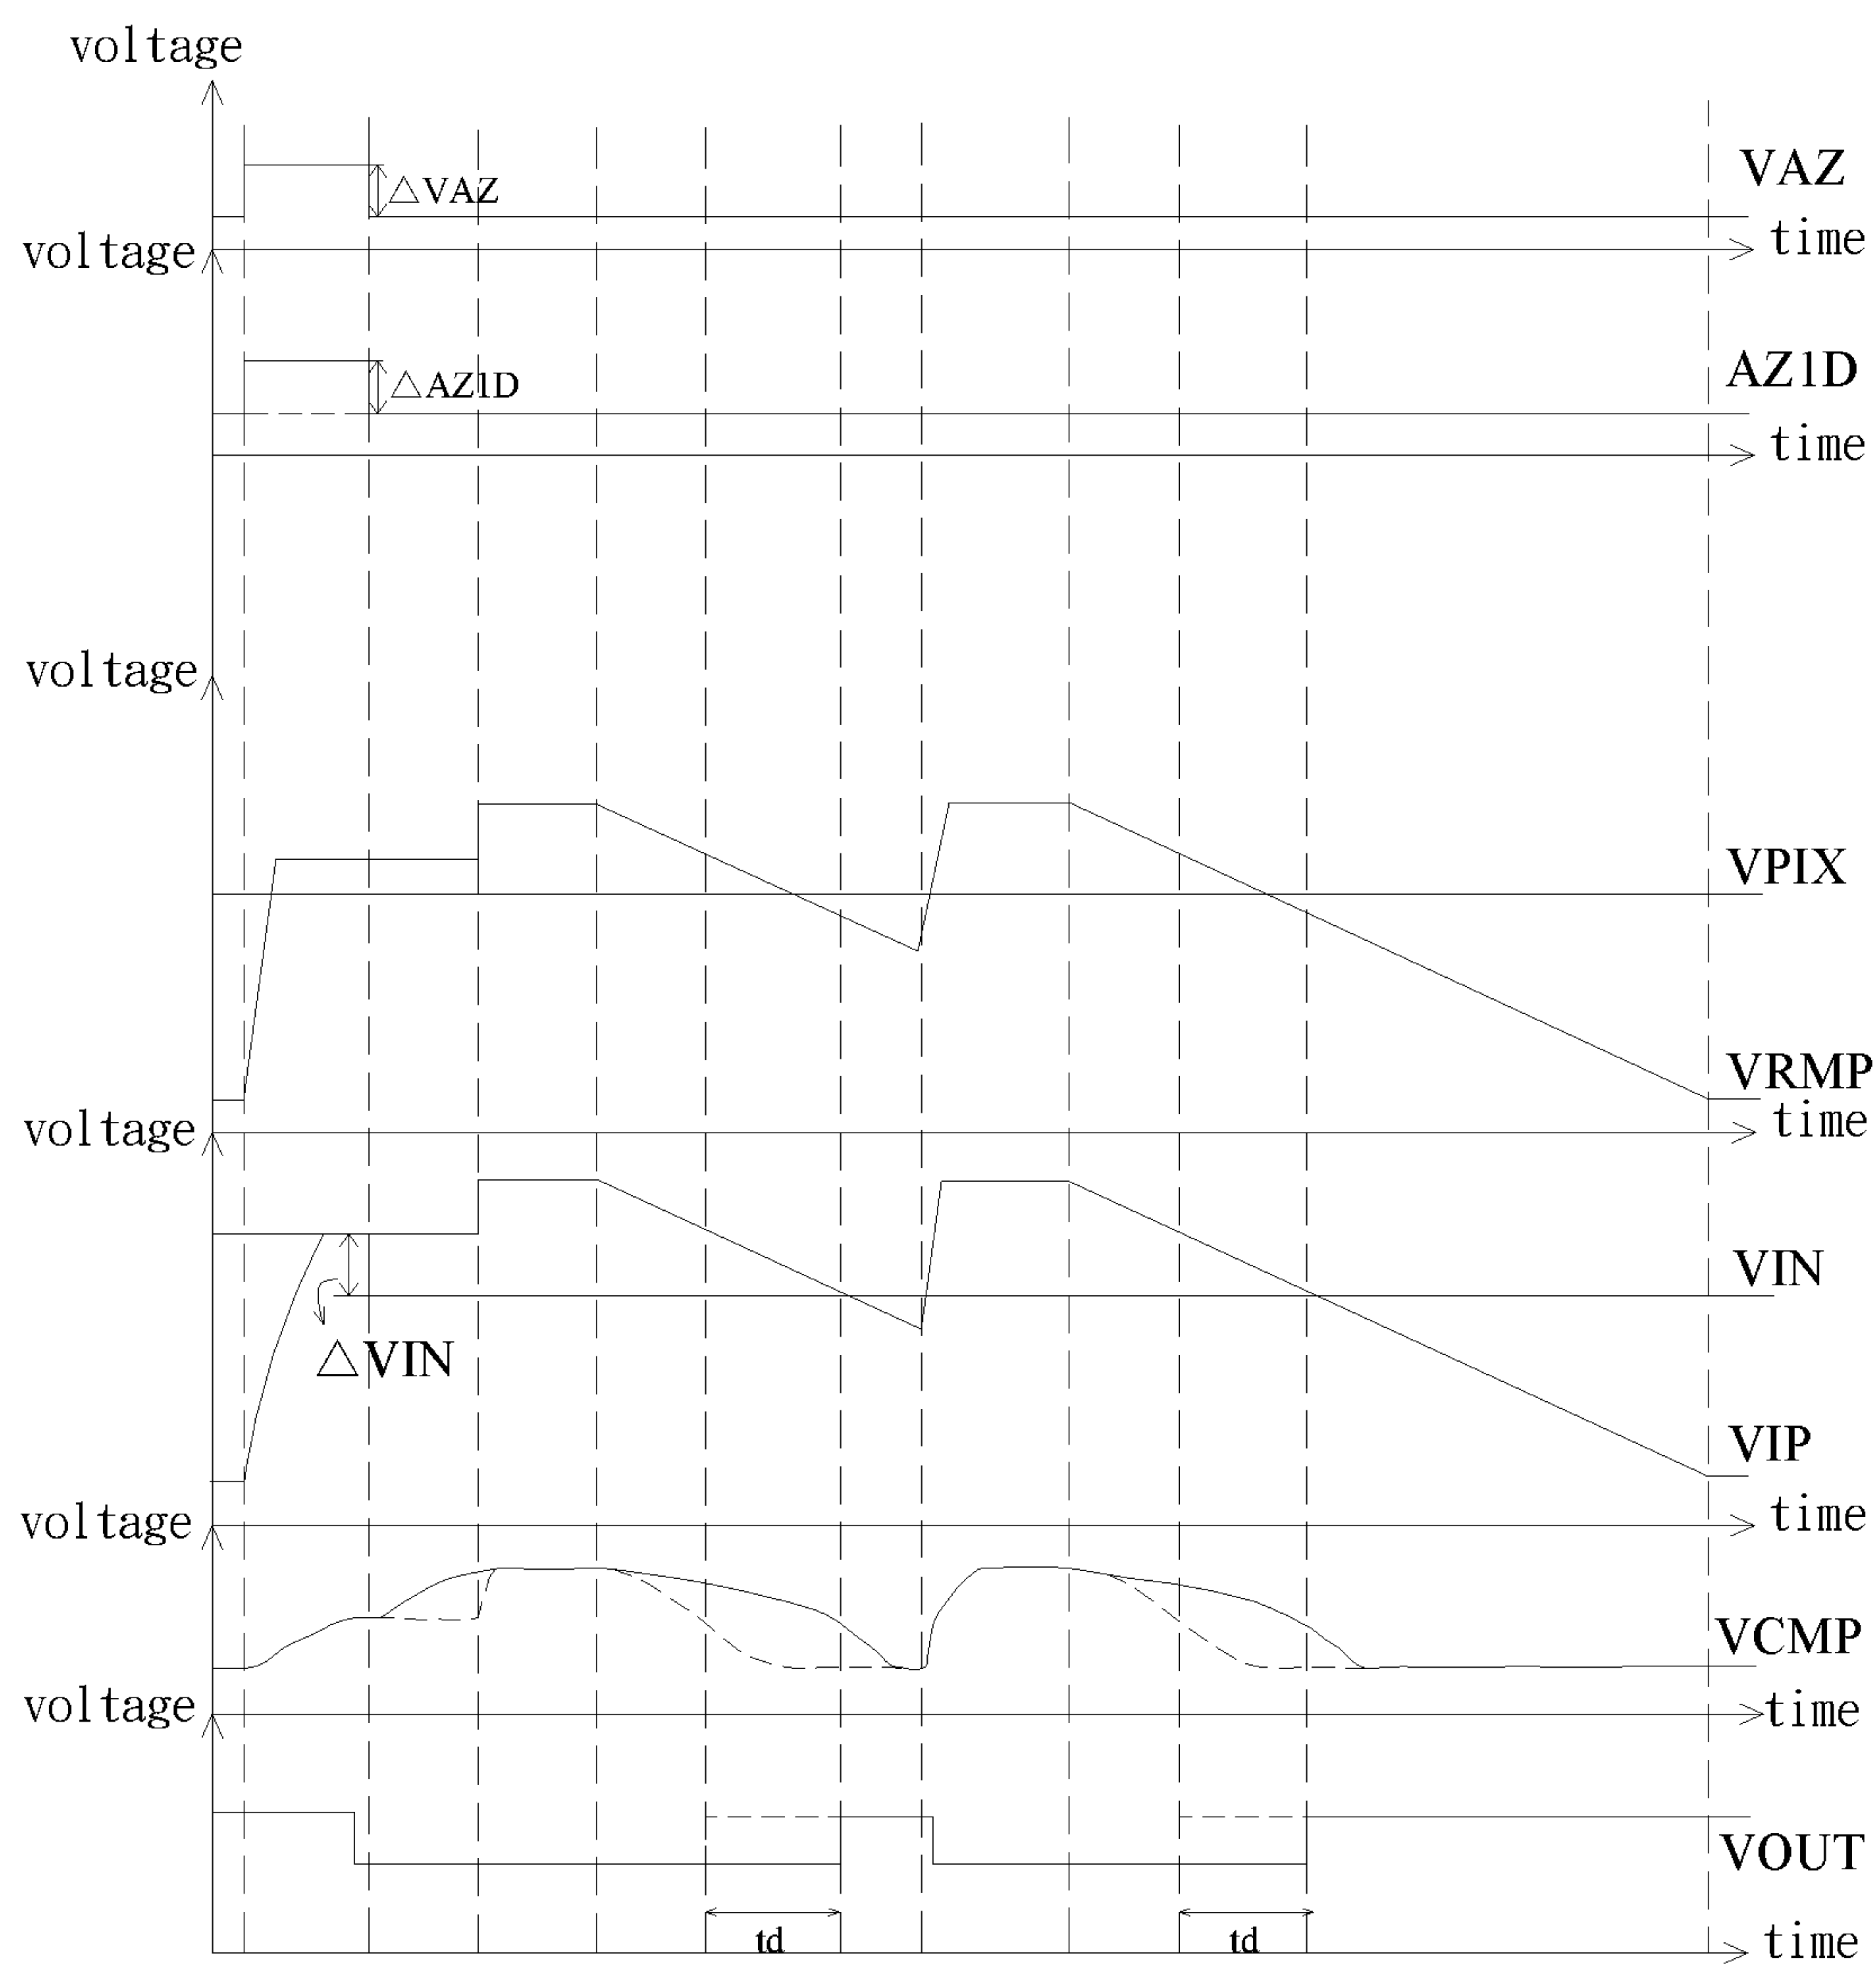 voltage
VAZ
△VAZ
time
voltage
AZ1D
△AZ1D
time
voltage
VPIX
VRMP
time
voltage
VIN
△VIN
VIP
time
voltage
VCMP
time
voltage
VOUT
td
td
time